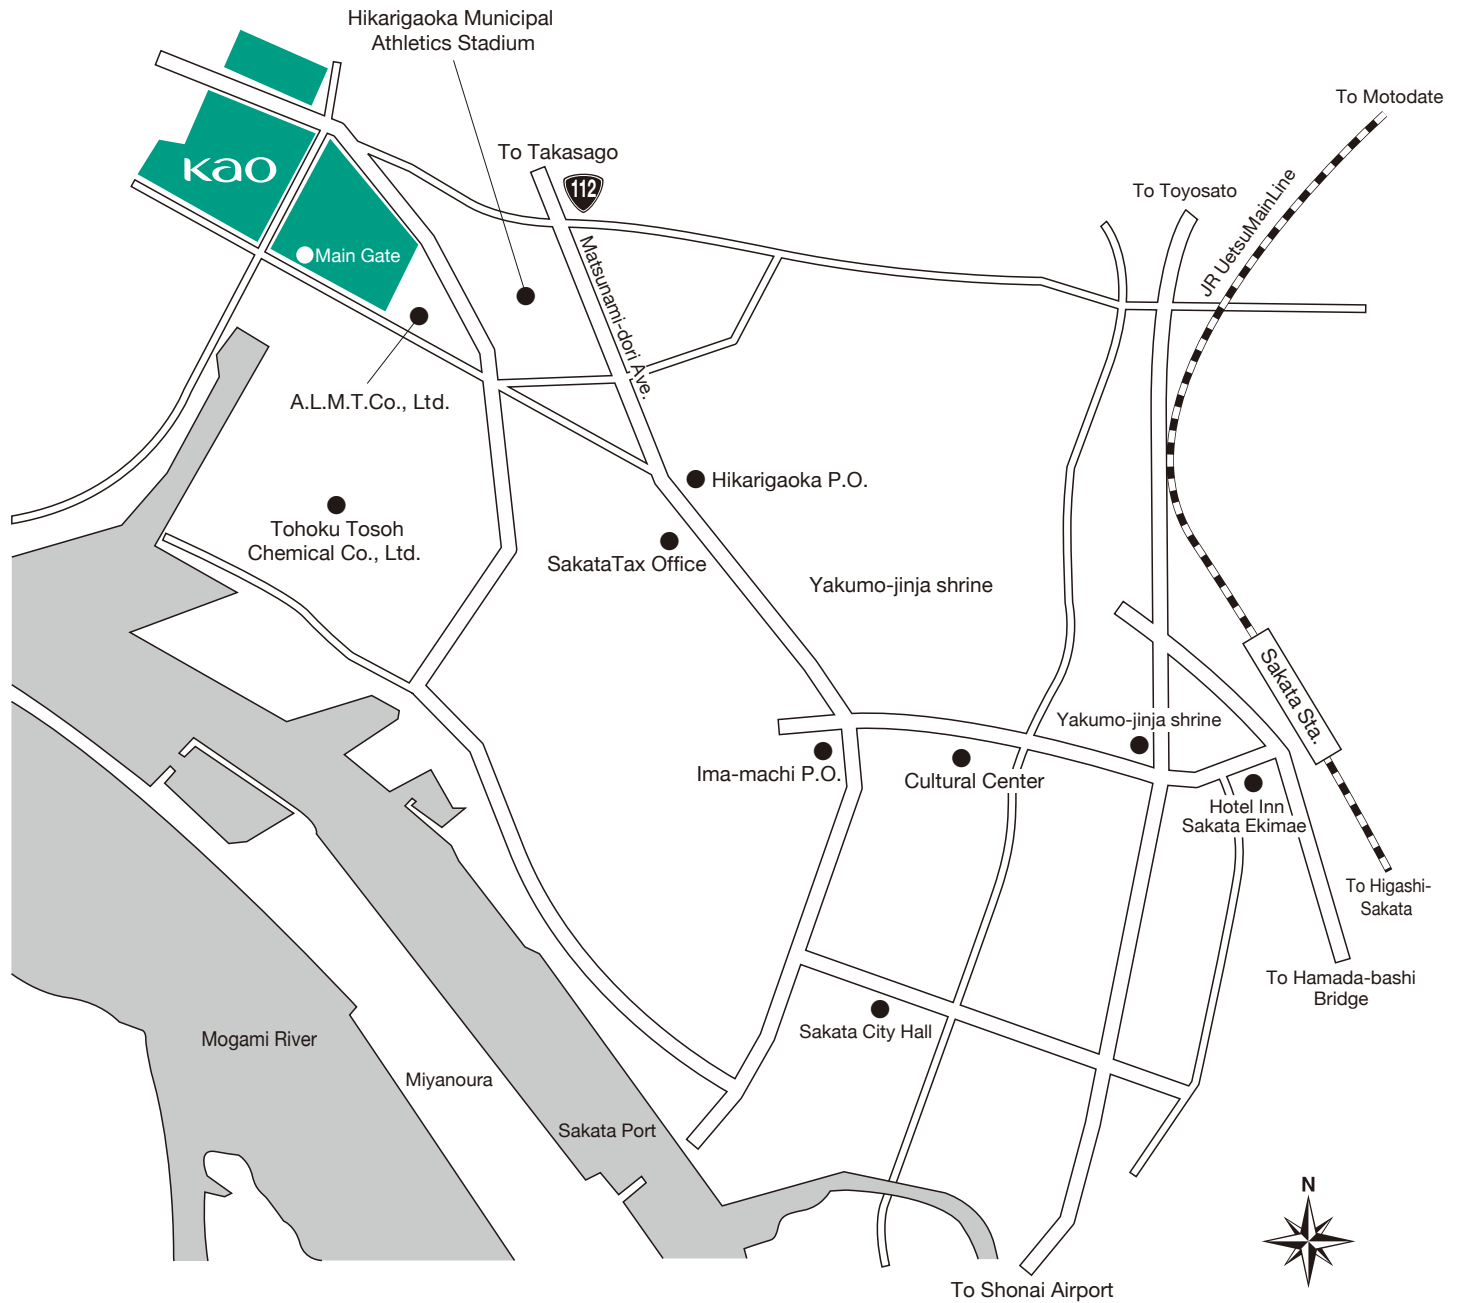 Hikarigaoka Municipal
Athletics Stadium
To Motodate
Kao
To Takasago
112
To Toyosato
JR UetsuMainLine
Main Gate
Matsunami-dori Ave.
A.L.M.T.Co., Ltd.
Hikarigaoka P.O.
Tohoku Tosoh
Chemical Co., Ltd.
SakataTax Office
Yakumo-jinja shrine
Sakata Sta.
Yakumo-jinja shrine
Ima-machi P.O.
Cultural Center
Hotel Inn
Sakata Ekimae
To Higashi-
Sakata
To Hamada-bashi
Bridge
Sakata City Hall
Mogami River
Miyanoura
Sakata Port
N
To Shonai Airport